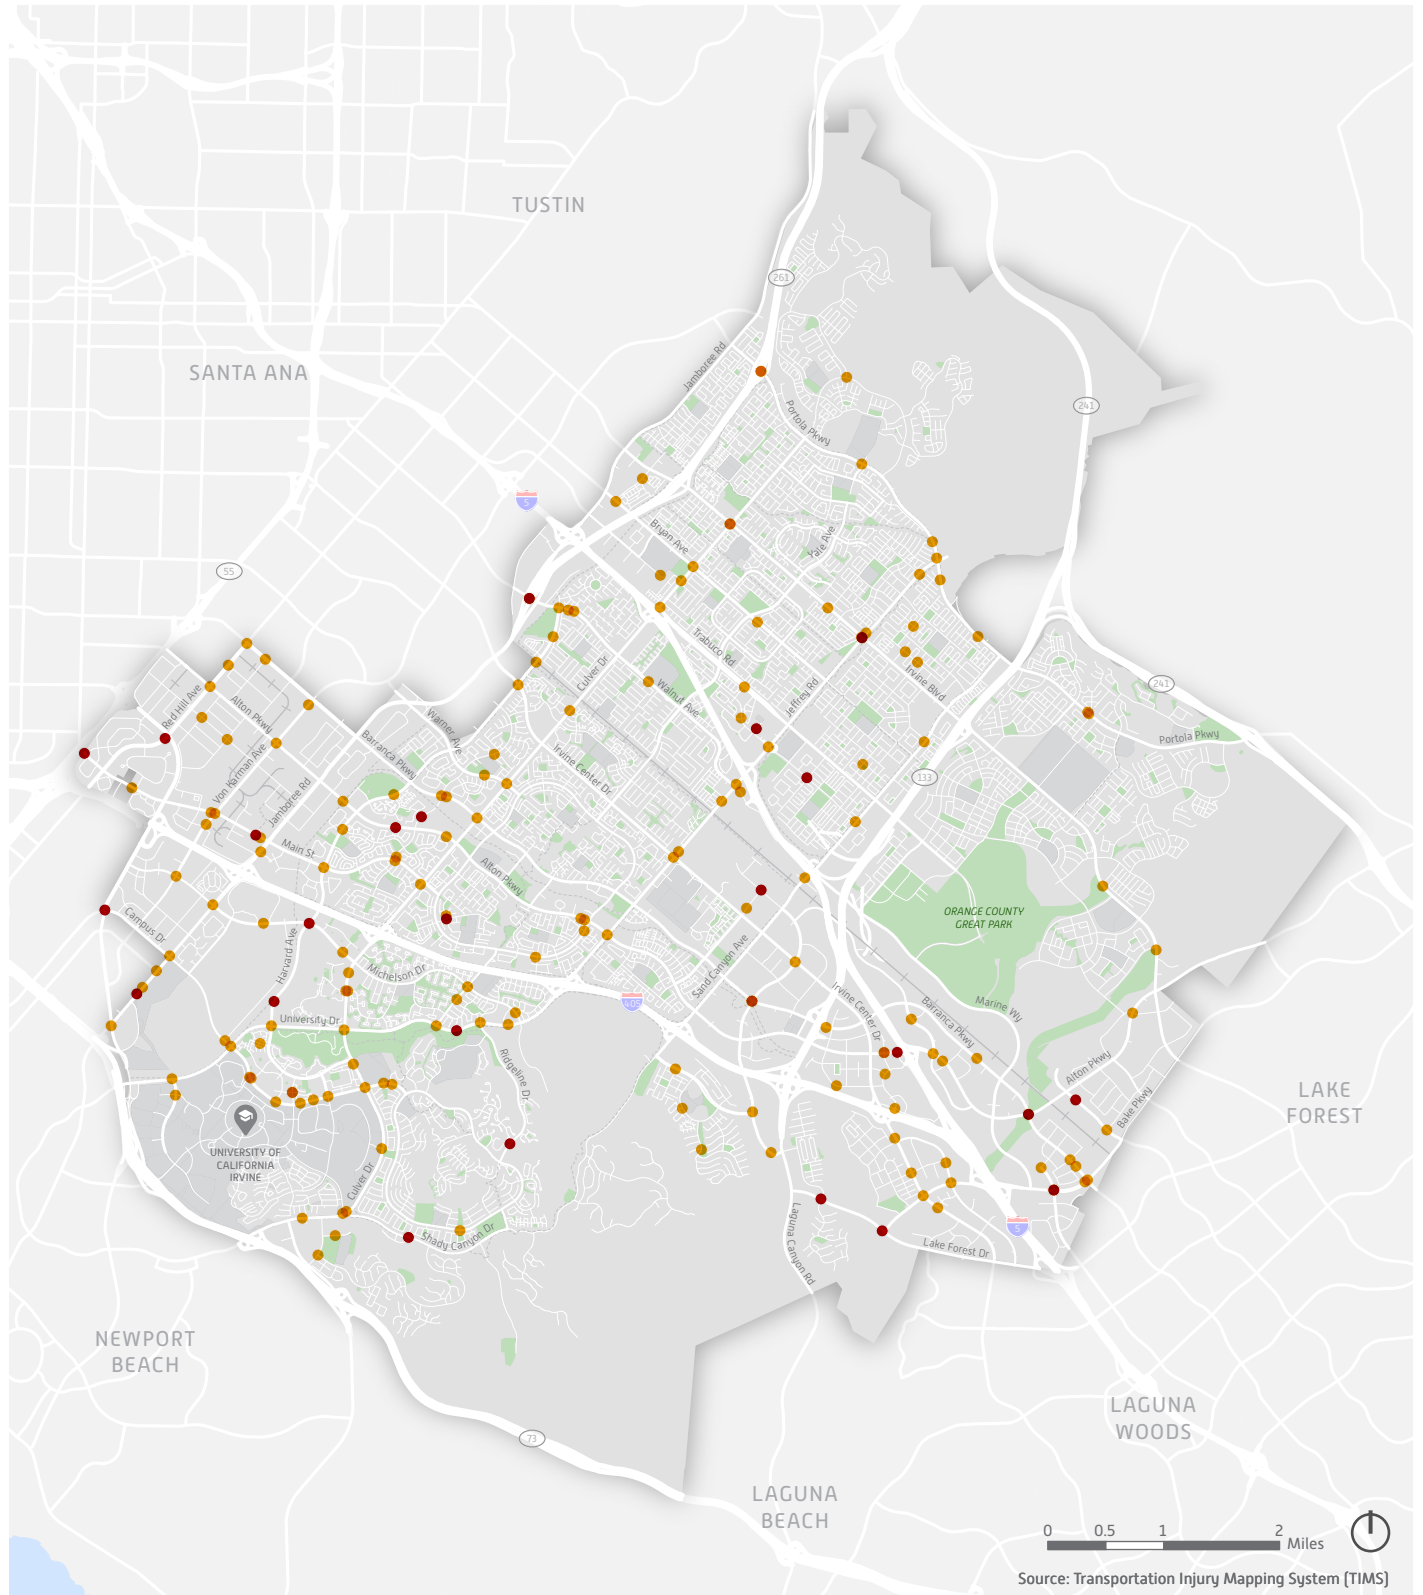 TUSTIN
261
Jamboree Rd
SANTA ANA
241
Portola Pkwy
5
Bryan Ave
Yale Ave
55
Trabuco Rd
Culver Dr
Walnut Ave
Irvine Blvd
Jeffrey Rd
241
Red Hill Ave
Alton Pkwy
Warner Ave
Portola Pkwy
Barranca Pkwy
Irvine Center Dr
Von Karman Ave
133
Jamboree Rd
Main St
Alton Pkwy
ORANGE COUNTY
GREAT PARK
Campus Dr
Harvard Ave
Michelson Dr
Sand Canyon Ave
405
Irvine Center Dr
Barranca Pkwy
Marine Wy
University Dr
Ridgeline Dr
Alton Pkwy
Bake Pkwy
LAKE
FOREST
UNIVERSITY OF
CALIFORNIA
IRVINE
Culver Dr
Shady Canyon Dr
Laguna Canyon Rd
5
Lake Forest Dr
NEWPORT
BEACH
LAGUNA
WOODS
73
LAGUNA
BEACH
0 0.5 1 2
Miles
Source: Transportation Injury Mapping System (TIMS)